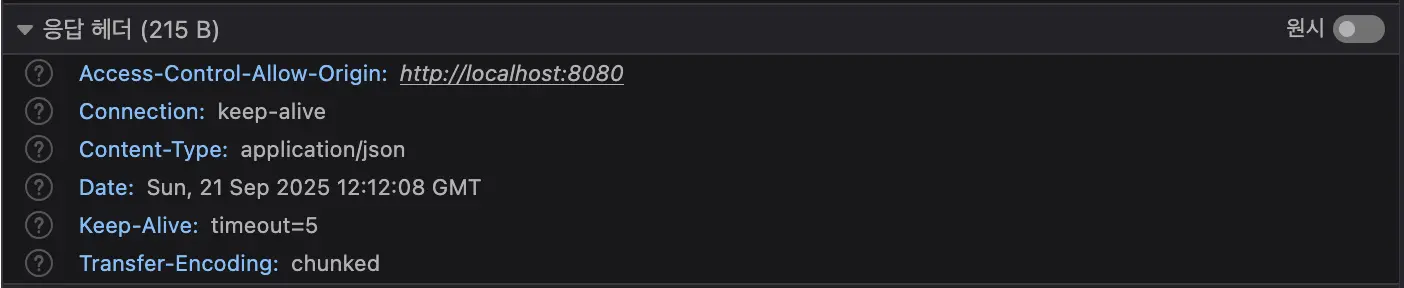 응답 헤더 (215 B) 원시
Access-Control-Allow-Origin: http://localhost:8080
Connection: keep-alive
Content-Type: application/json
Date: Sun, 21 Sep 2025 12:12:08 GMT
Keep-Alive: timeout=5
Transfer-Encoding: chunked